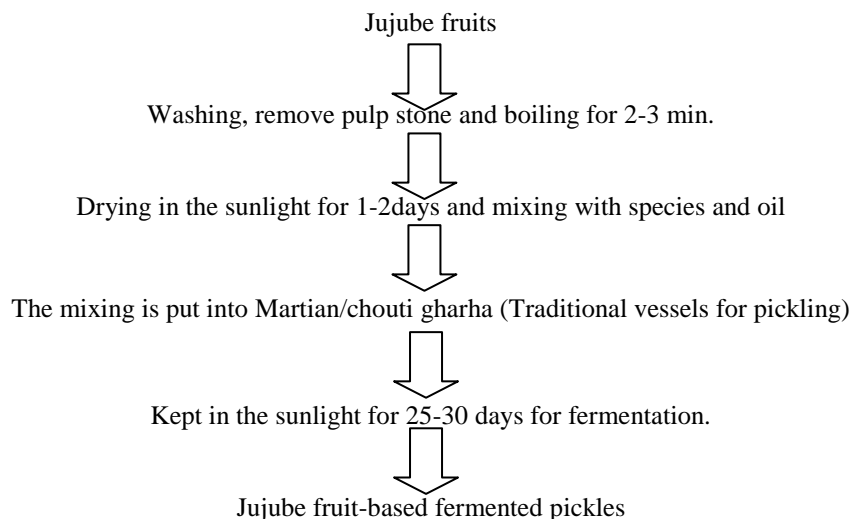 Jujube fruits
Washing, remove pulp stone and boiling for 2-3 min.
Drying in the sunlight for 1-2days and mixing with species and oil
The mixing is put into Martian/chouti gharha (Traditional vessels for pickling)
Kept in the sunlight for 25-30 days for fermentation.
Jujube fruit-based fermented pickles